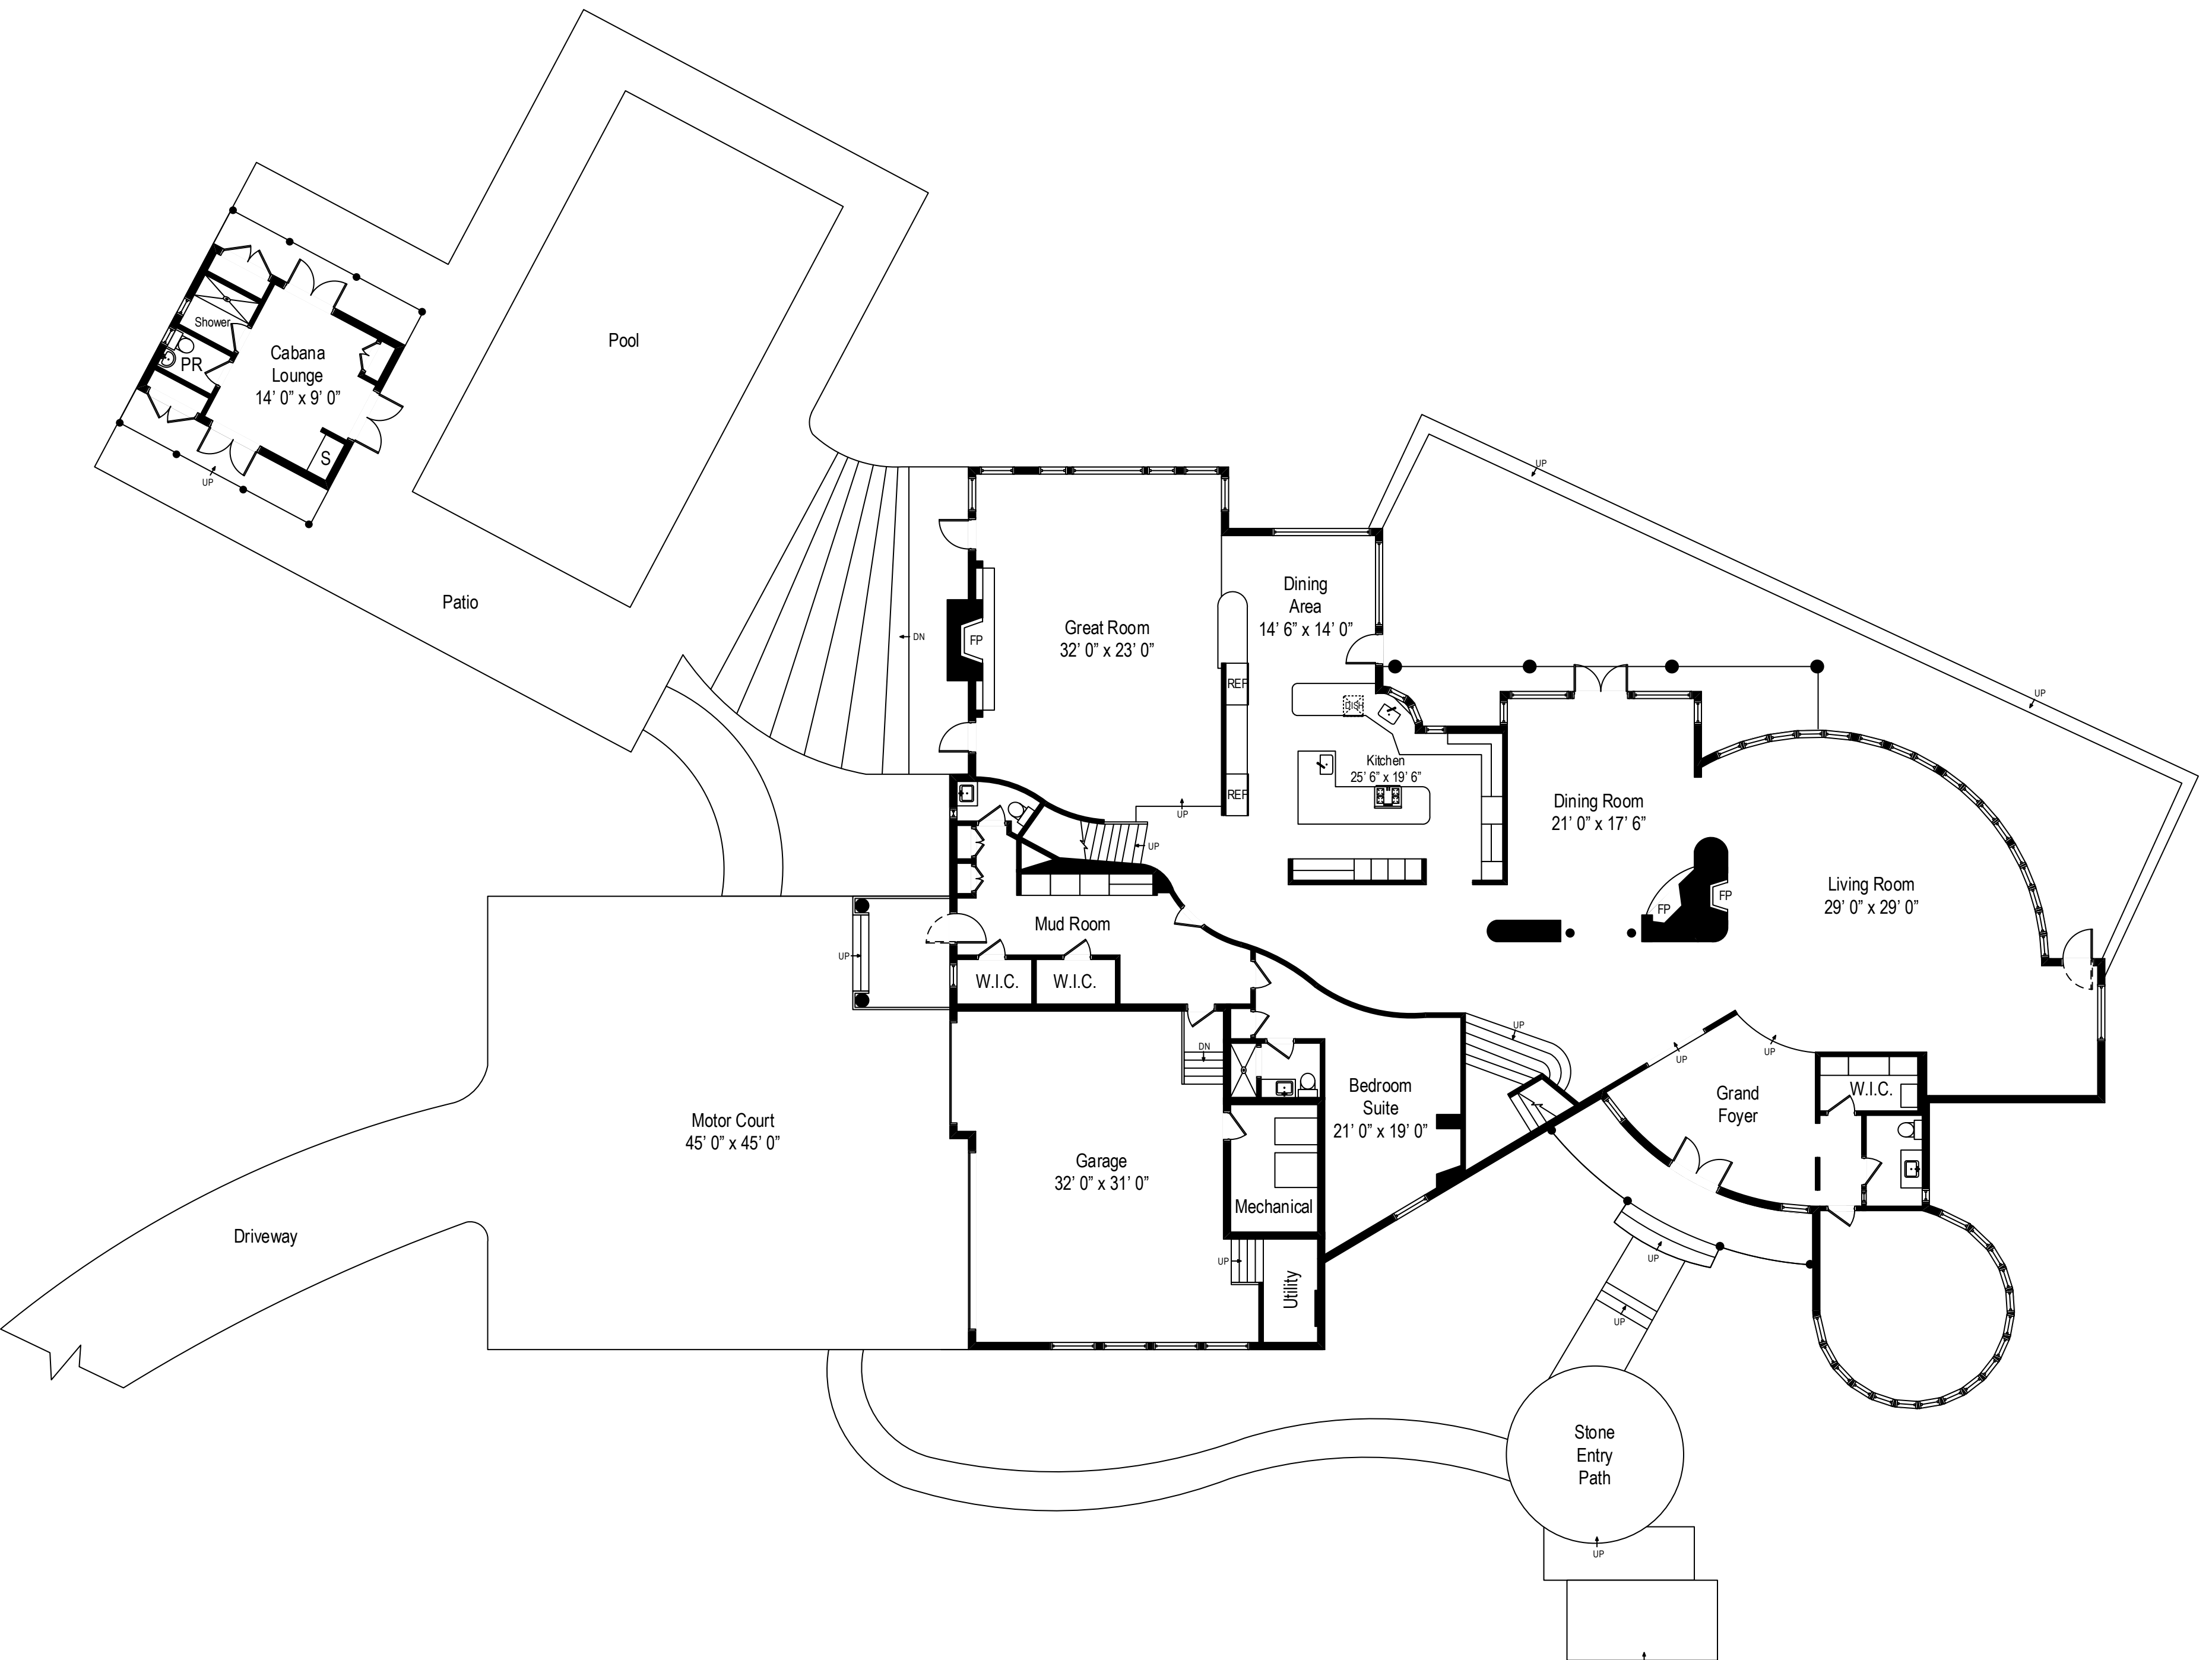 Pool
Shower
PR
Cabana
Lounge
14' 0” x 9' 0”
S
UP
Patio
DN
FP
Great Room
32' 0” x 23' 0”
Dining
Area
14' 6” x 14' 0”
UP
UP
REF
DISH
REF
Kitchen
25' 6” x 19' 6”
UP
UP
Dining Room
21' 0” x 17' 6”
FP
FP
Living Room
29' 0” x 29' 0”
Mud Room
UP
W.I.C.
W.I.C.
DN
UP
UP
UP
Bedroom
Suite
21' 0” x 19' 0”
Grand
Foyer
W.I.C.
Motor Court
45' 0” x 45' 0”
Garage
32' 0” x 31' 0”
Mechanical
UP
Utility
Driveway
UP
UP
Stone
Entry
Path
UP